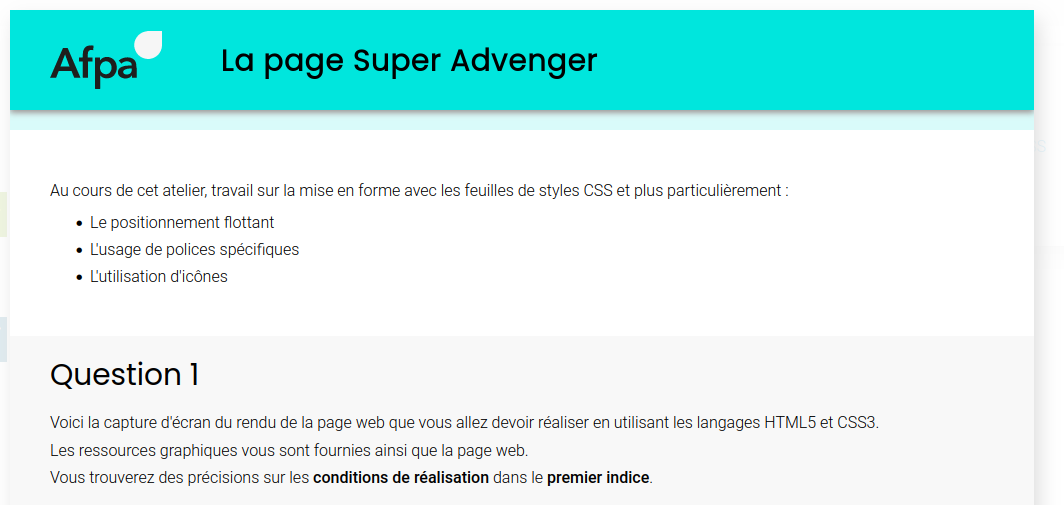 Afpa
La page Super Advenger
Au cours de cet atelier, travail sur la mise en forme avec les feuilles de styles CSS et plus particulièrement :
• Le positionnement flottant
• L'usage de polices spécifiques
• L'utilisation d'icônes
Question 1
Voici la capture d'écran du rendu de la page web que vous allez devoir réaliser en utilisant les langages HTML5 et CSS3.
Les ressources graphiques vous sont fournies ainsi que la page web.
Vous trouverez des précisions sur les conditions de réalisation dans le premier indice.